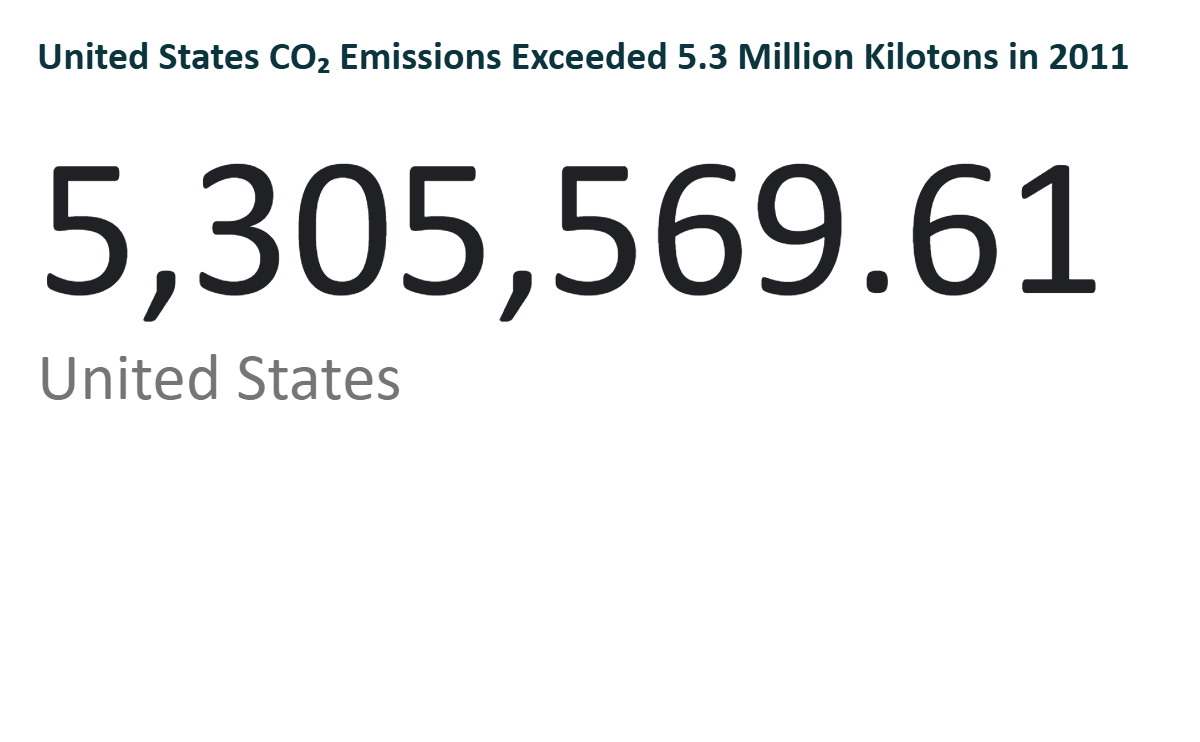 United States CO₂ Emissions Exceeded 5.3 Million Kilotons in 2011
5,305,569.61
United States